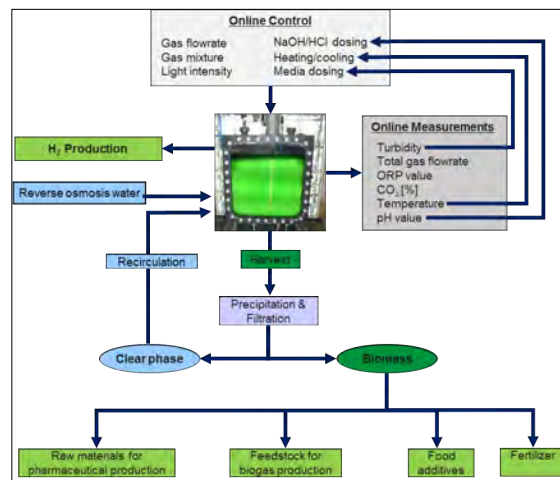 Online Control
Gas flowrate
Gas mixture
Light intensity
NaOH/HCl dosing
Heating/cooling
Media dosing
H₂ Production
Reverse osmosis water
Online Measurements
Turbidity
Total gas flowrate
ORP value
CO₂ [%]
Temperature
pH value
Recirculation
Harvest
Precipitation &
Filtration
Clear phase
Biomass
Raw materials for
pharmaceutical production
Feedstock for
biogas production
Food
additives
Fertilizer